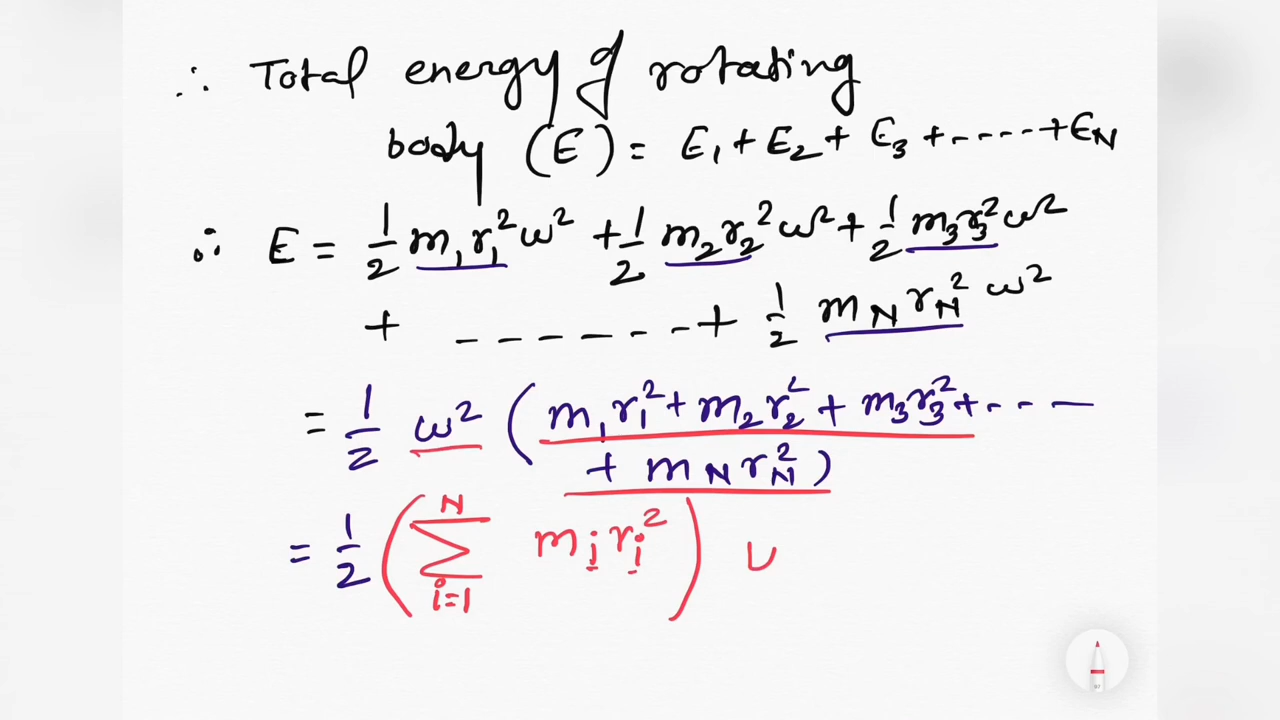 ∴ Total energy of rotating
body (E) = E₁ + E₂ + E₃ + ..... + E_N
∴ E = 1/2 m₁r₁²ω² + 1/2 m₂r₂²ω² + 1/2 m₃r₃²ω²
+ _ _ _ _ _ _ _ + 1/2 m_N r_N² ω²
= 1/2 ω² (m₁r₁² + m₂r₂² + m₃r₃² + ....
+ m_N r_N²)
= 1/2 (∑_{i=1}^{N} m_i r_i²)